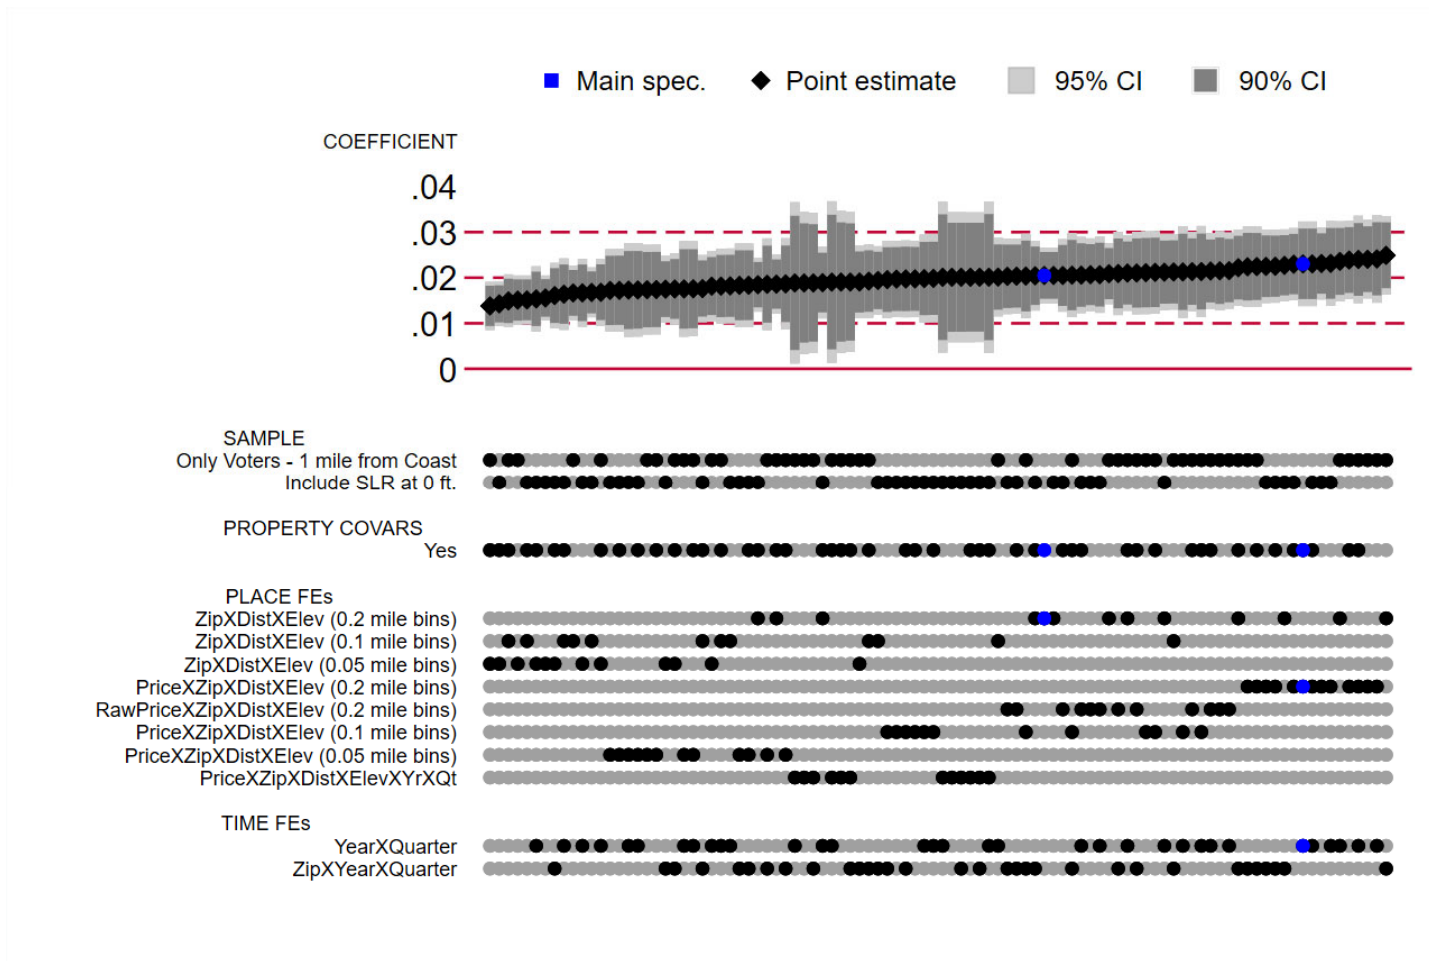 Main spec. Point estimate 95% CI 90% CI
COEFFICIENT
.04
.03
.02
.01
0
SAMPLE
Only Voters - 1 mile from Coast
Include SLR at 0 ft.
PROPERTY COVARS
Yes
PLACE FEs
ZipXDistXElev (0.2 mile bins)
ZipXDistXElev (0.1 mile bins)
ZipXDistXElev (0.05 mile bins)
PriceXZipXDistXElev (0.2 mile bins)
RawPriceXZipXDistXElev (0.2 mile bins)
PriceXZipXDistXElev (0.1 mile bins)
PriceXZipXDistXElev (0.05 mile bins)
PriceXZipXDistXElevXYrXQt
TIME FEs
YearXQuarter
ZipXYearXQuarter